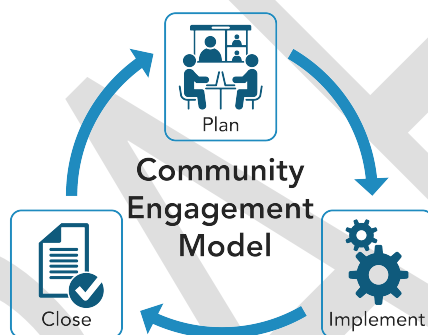 Plan
Community
Engagement
Model
Close
Implement